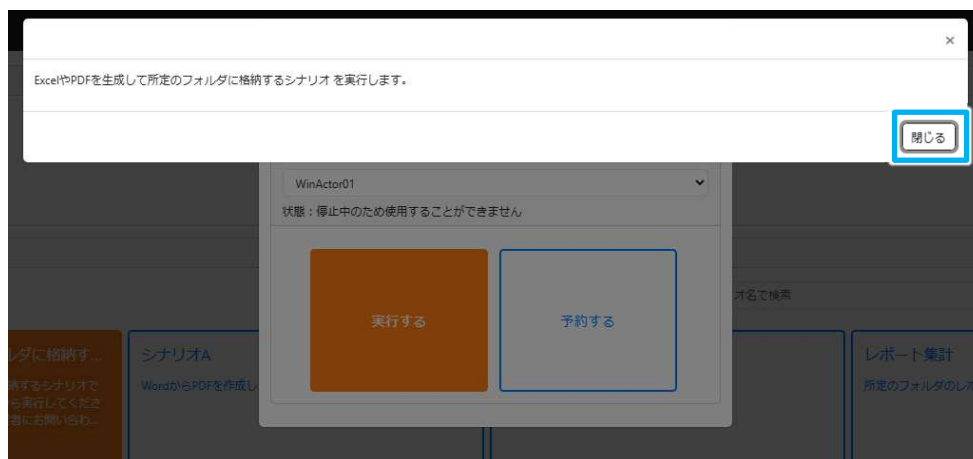 ×
ExcelやPDFを生成して所定のフォルダに格納するシナリオ を実行します。
閉じる
WinActor01
状態：停止中のため使用することができません
実行する
予約する
オ名で検索
ルダに格納す...
納するシナリオで
ら実行してくださ
者にお問い合わ...
シナリオA
WordからPDFを作成し
レポート集計
所定のフォルダのレポ